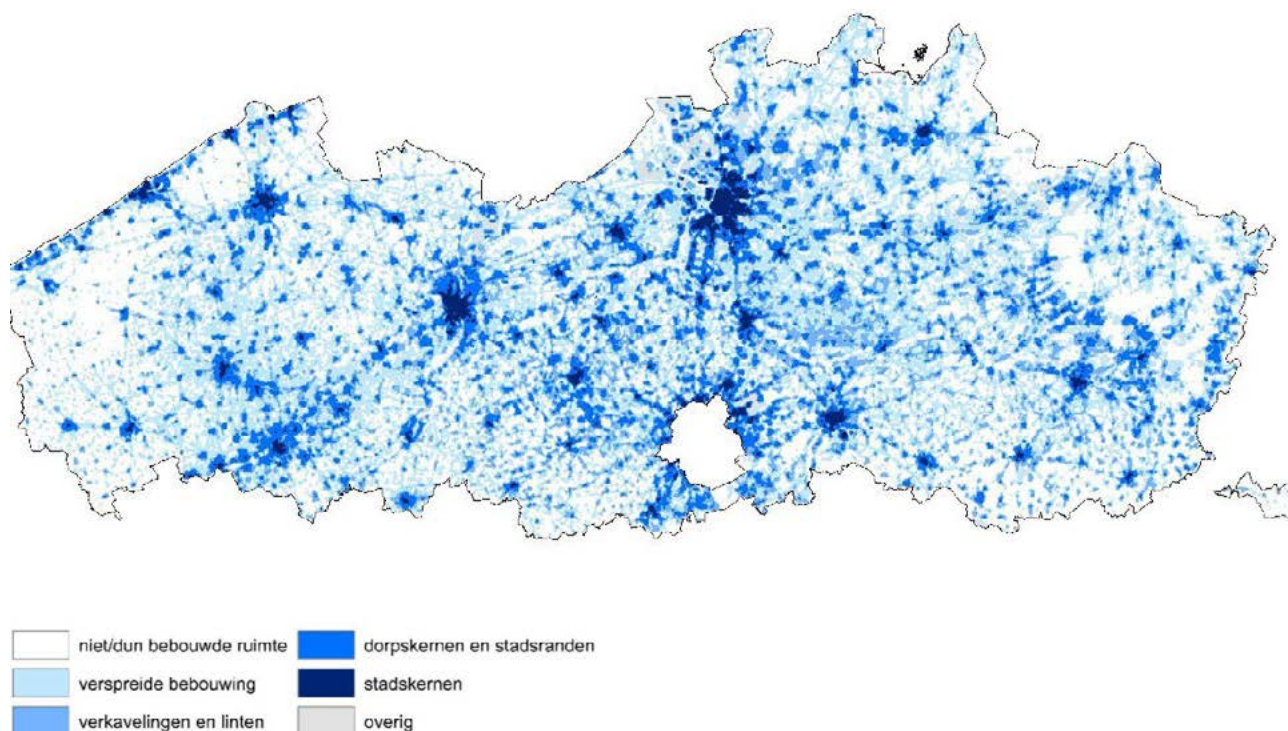 niet/dun bebouwde ruimte
verspreide bebouwing
verkavelingen en linten
dorpskernen en stadsranden
stadskernen
overig